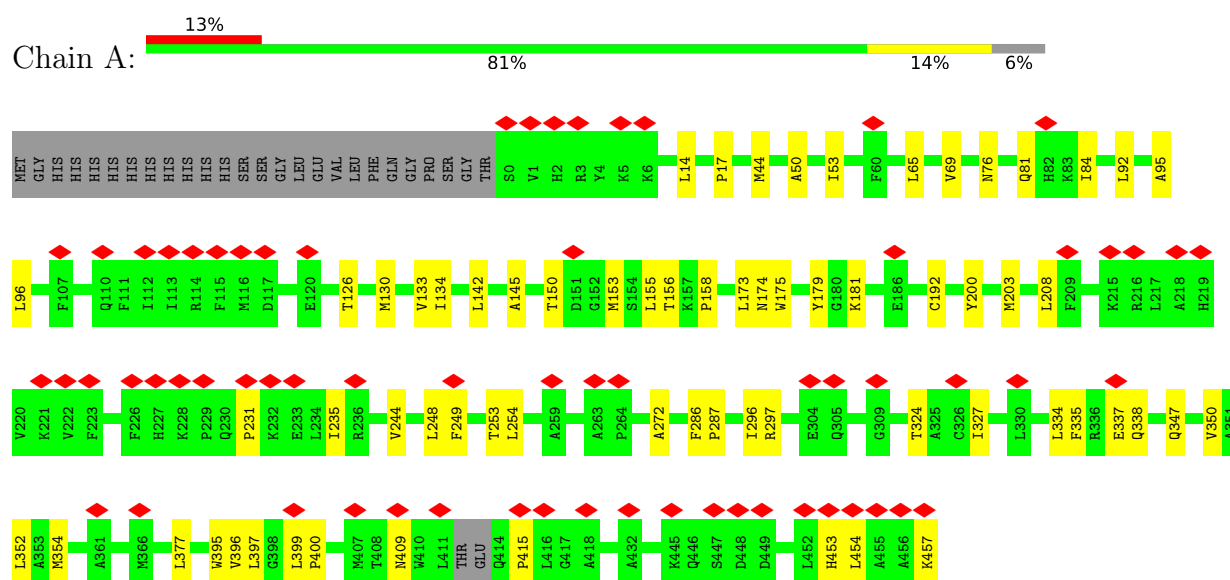 13%
Chain A:
81% 14% 6%
MET GLY HIS HIS HIS HIS HIS HIS HIS HIS HIS HIS SER SER GLY LEU GLU VAL LEU PHE GLN GLY PRO SER GLY THR S0 V1 H2 R3 Y4 K5 K6 L14 P17 M44 A50 I53 F60 L65 V69 N76 Q81 H82 K83 I84 L92 A95
L96 F107 Q110 F111 I112 I113 R114 F115 M116 D117 E120 T126 M130 V133 I134 L142 A145 T150 D151 G152 M153 S154 L155 T156 K157 P158 L173 N174 W175 Y179 G180 K181 E186 C192 Y200 M203 L208 F209 K215 R216 L217 A218 H219
V220 K221 V222 F223 F226 H227 K228 P229 Q230 P231 K232 E233 L234 I235 R236 V244 L248 F249 T253 L254 A259 A263 P264 A272 F286 P287 I296 R297 E304 Q305 G309 T324 A325 C326 I327 L330 L334 F335 R336 E337 Q338 Q347 V350 A351
L352 A353 M354 A361 M366 L377 W395 V396 L397 G398 L399 P400 M407 T408 N409 W410 L411 THR GLU Q414 P415 L416 G417 A418 A432 K445 Q446 S447 D448 D449 L452 H453 L454 A455 A456 K457